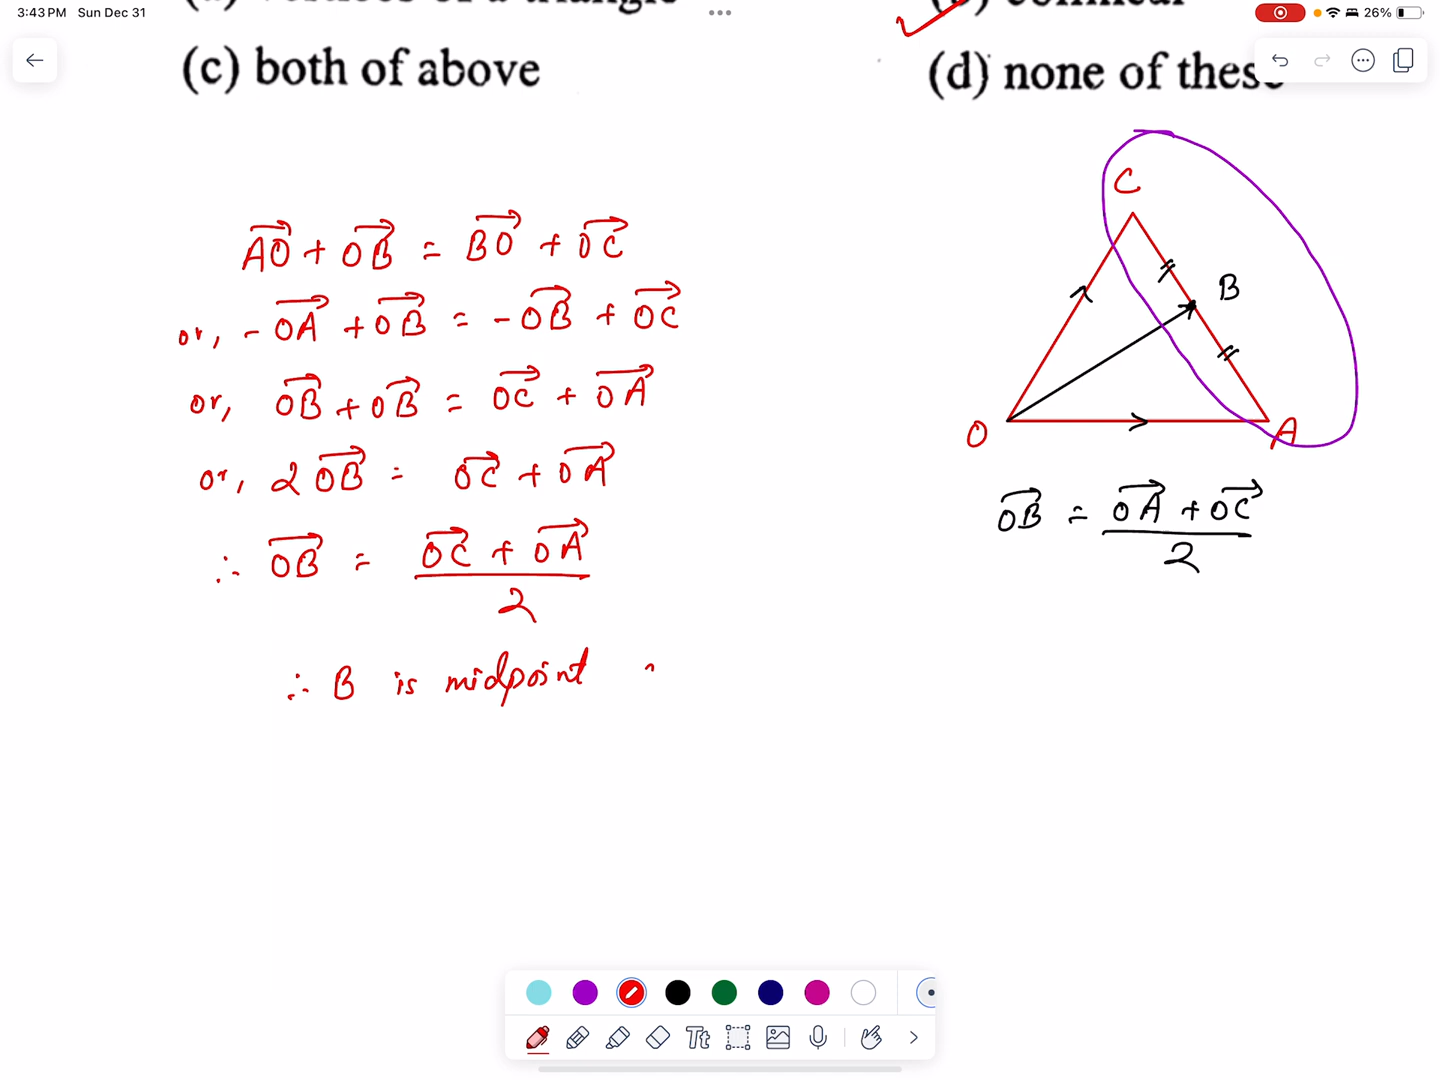 3:43 PM Sun Dec 31
26%
(c) both of above
(d) none of these
AO + OB = BO + OC
or, - OA + OB = - OB + OC
or, OB + OB = OC + OA
or, 2 OB = OC + OA
∴ OB = OC + OA / 2
∴ B is midpoint
C
B
O
A
OB = OA + OC / 2
Tt